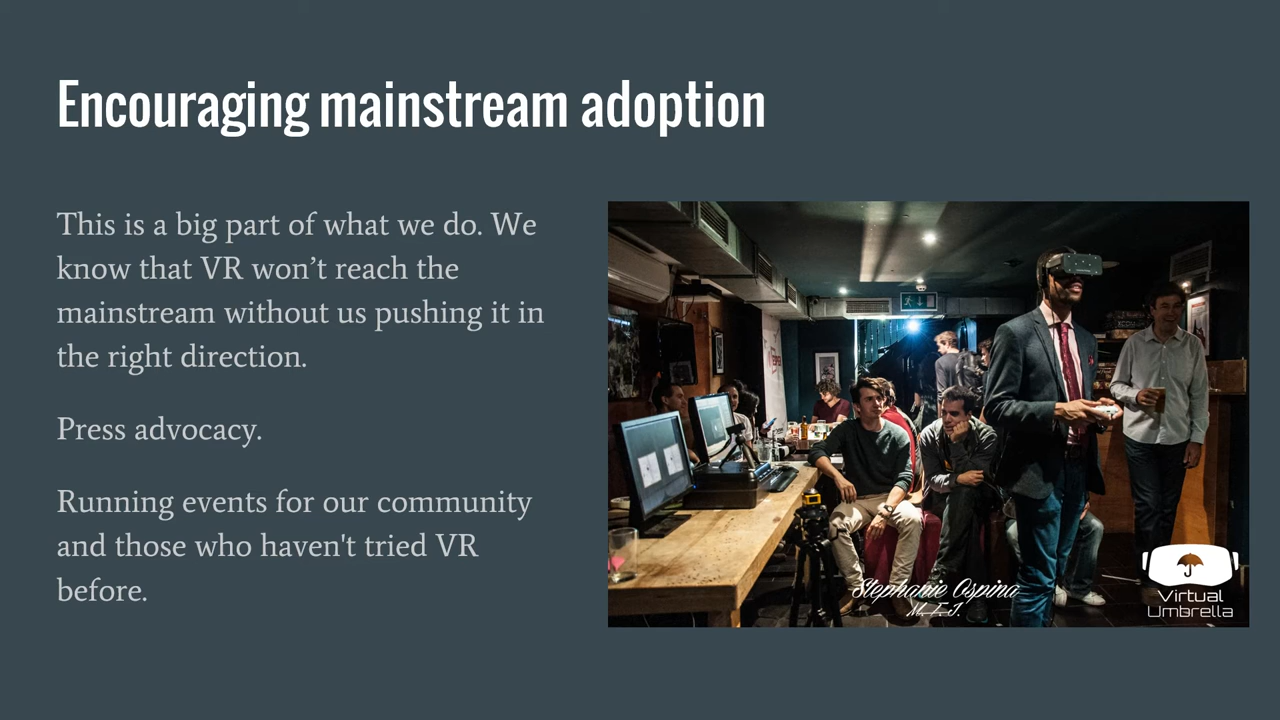 Encouraging mainstream adoption
This is a big part of what we do. We
know that VR won’t reach the
mainstream without us pushing it in
the right direction.
Press advocacy.
Running events for our community
and those who haven't tried VR
before.
Stephanie Ospina
M.F.J.
Virtual
Umbrella